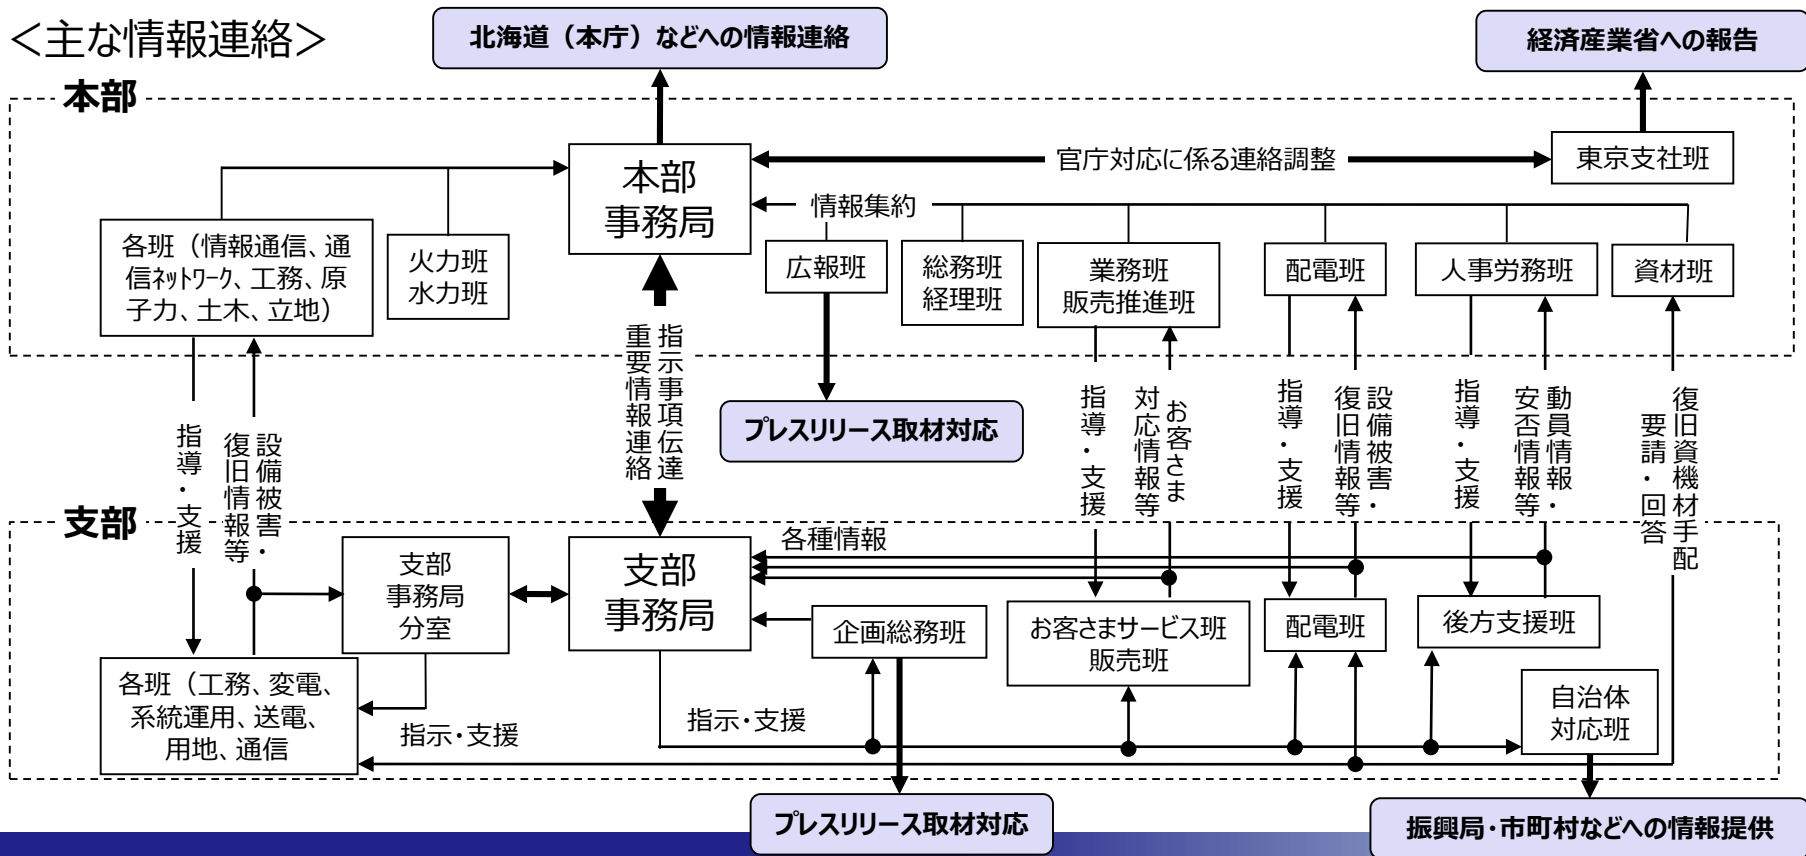 ＜主な情報連絡＞
北海道（本庁）などへの情報連絡
経済産業省への報告
本部
本部
事務局
官庁対応に係る連絡調整
東京支社班
情報集約
各班（情報通信、通
信ﾈｯﾄﾜｰｸ、工務、原
子力、土木、立地）
火力班
水力班
広報班
総務班
経理班
業務班
販売推進班
配電班
人事労務班
資材班
指示事項伝達
重要情報連絡
プレスリリース取材対応
指導・支援
設備被害・
復旧情報等
指導・支援
お客さま
対応情報等
指導・支援
設備被害・
復旧情報等
指導・支援
動員情報・
安否情報等
復旧資機材手配
要請・回答
支部
支部
事務局
分室
支部
事務局
各種情報
企画総務班
お客さまサービス班
販売班
配電班
後方支援班
各班（工務、変電、
系統運用、送電、
用地、通信
指示・支援
指示・支援
自治体
対応班
プレスリリース取材対応
振興局・市町村などへの情報提供